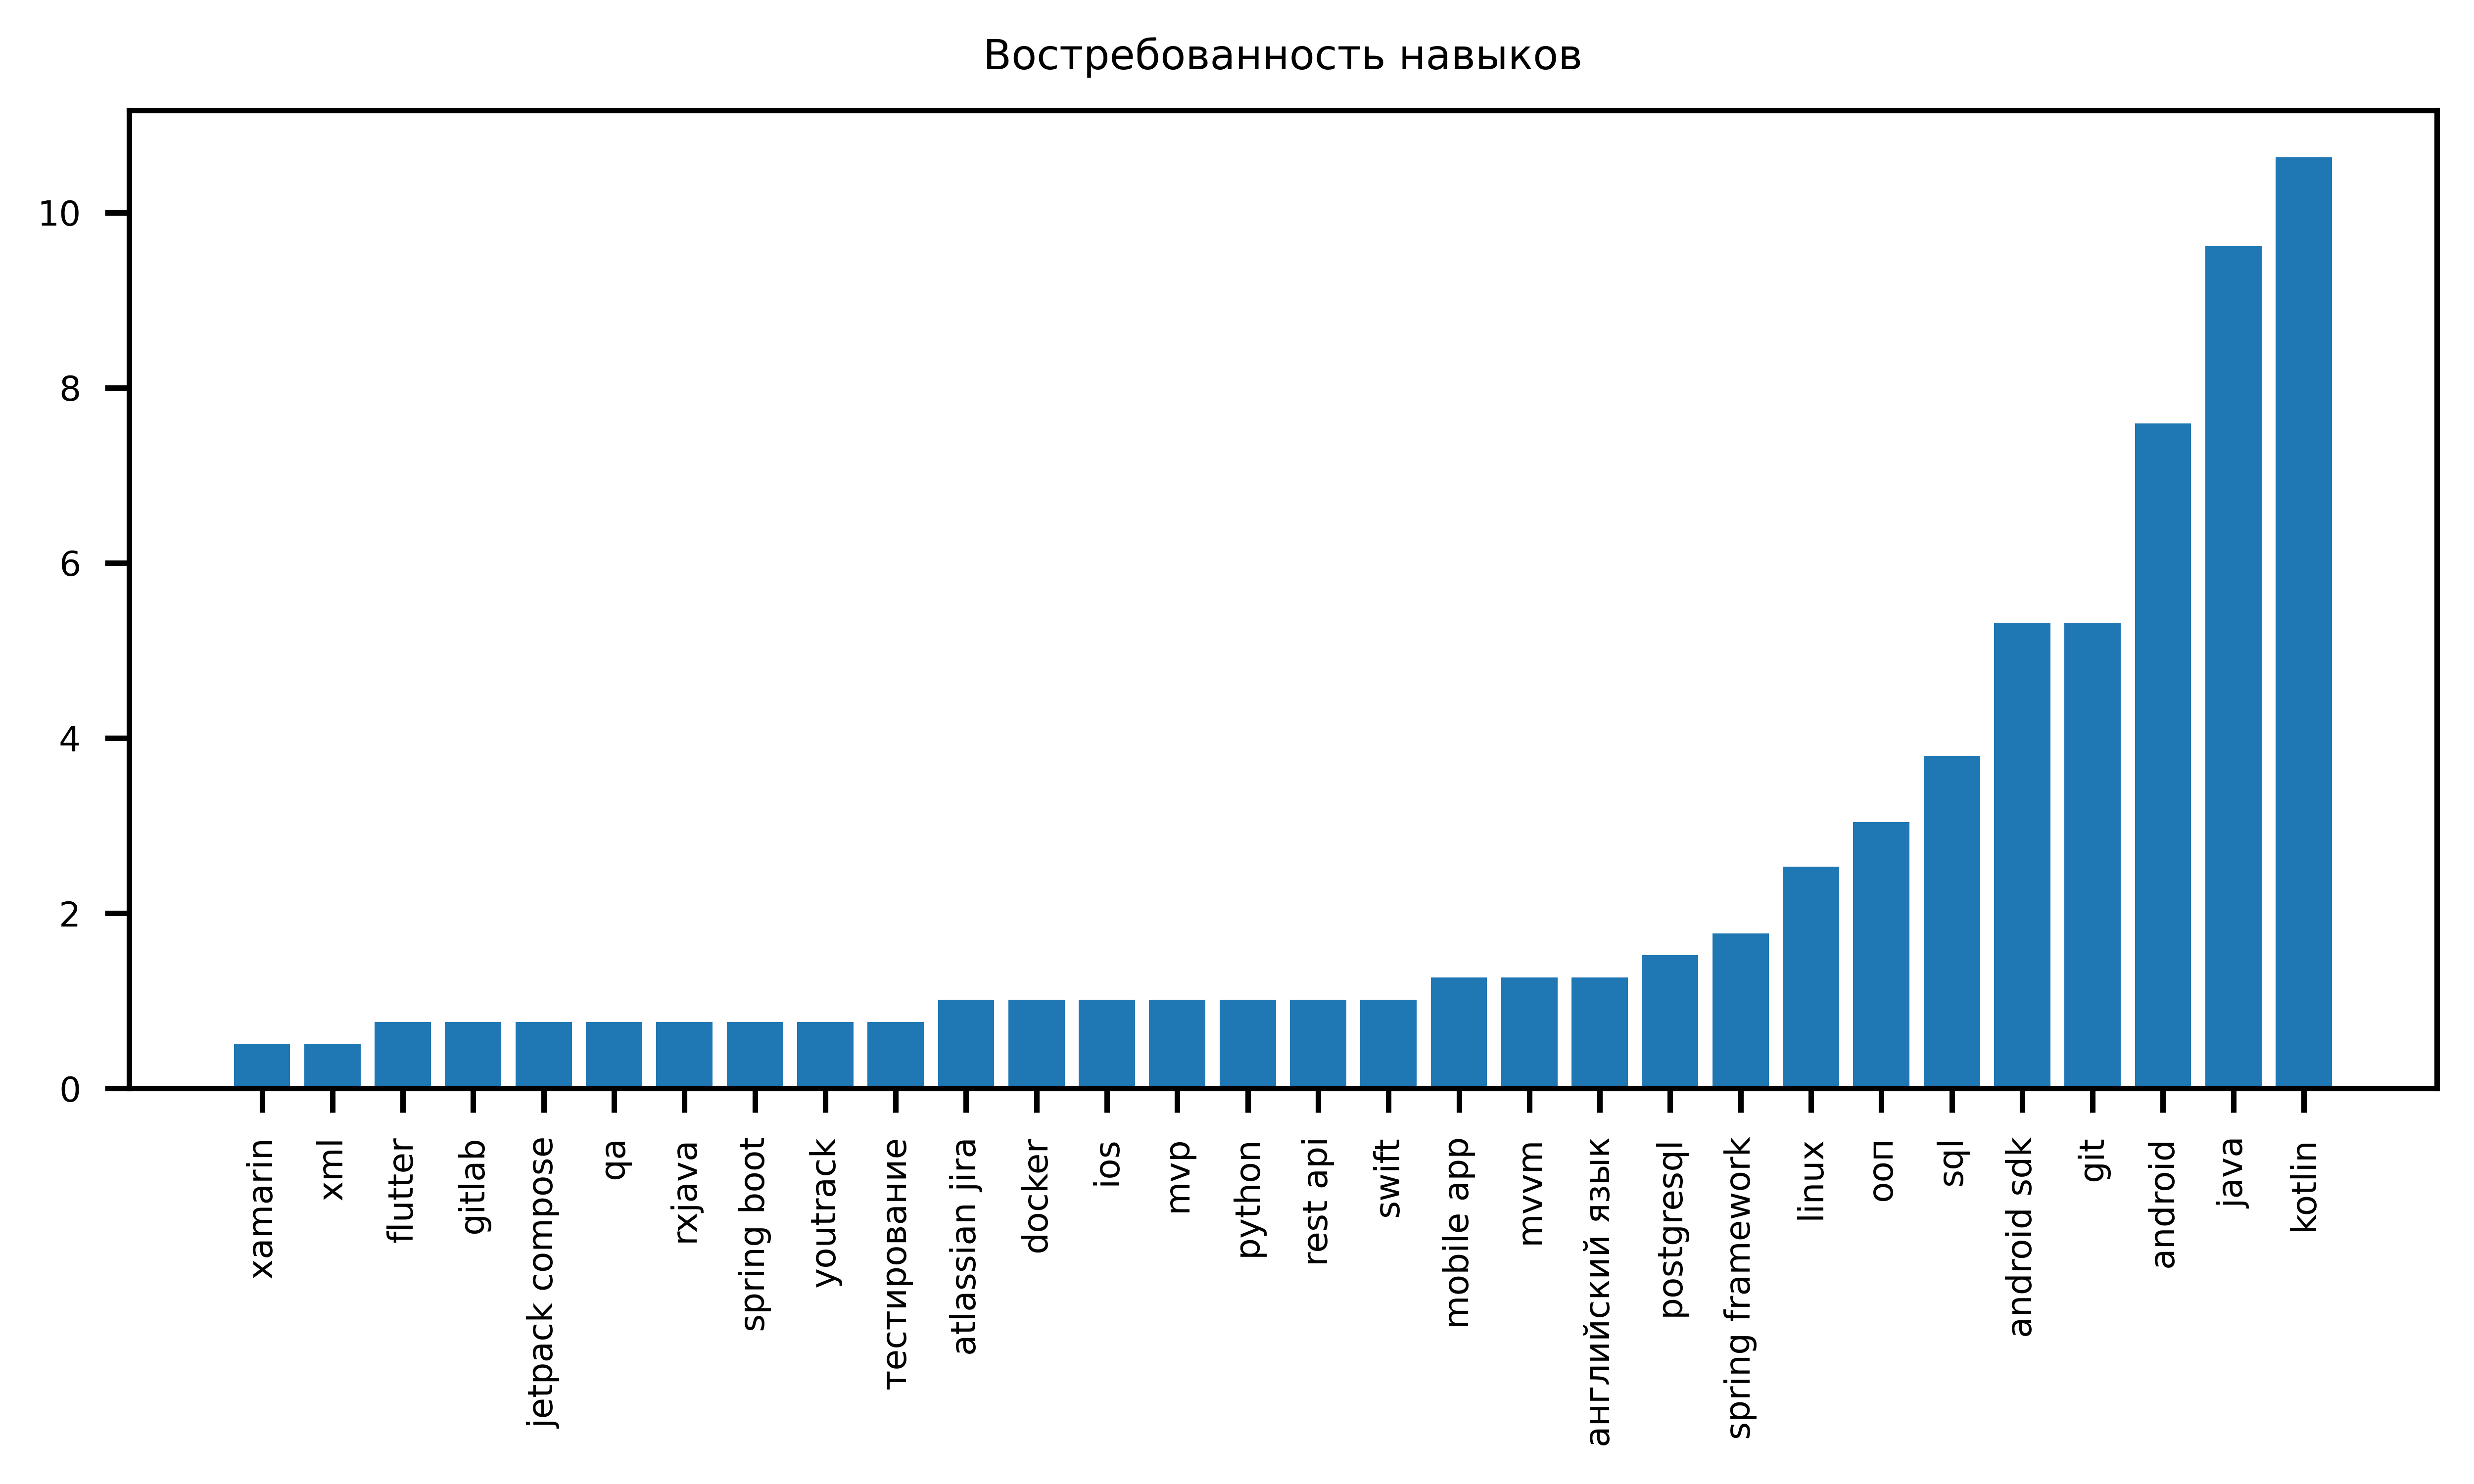 Востребованность навыков
10
8
6
4
2
0
xamarin
xml
flutter
gitlab
jetpack compose
qa
rxjava
spring boot
youtrack
тестирование
atlassian jira
docker
ios
mvp
python
rest api
swift
mobile app
mvvm
английский язык
postgresql
spring framework
linux
ооп
sql
android sdk
git
android
java
kotlin